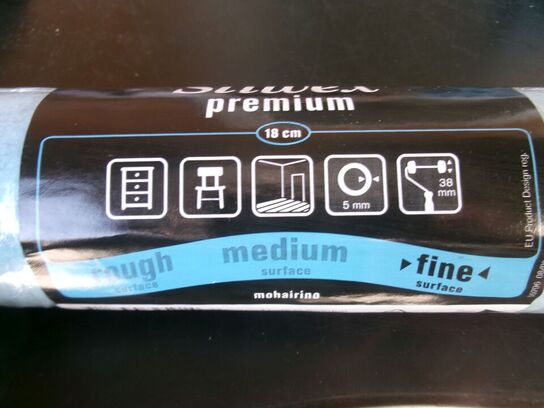 premium
18 cm
5 mm
38
mm
rough
surface
medium
surface
▶fine◀
surface
mohairino
EU Product Design reg.